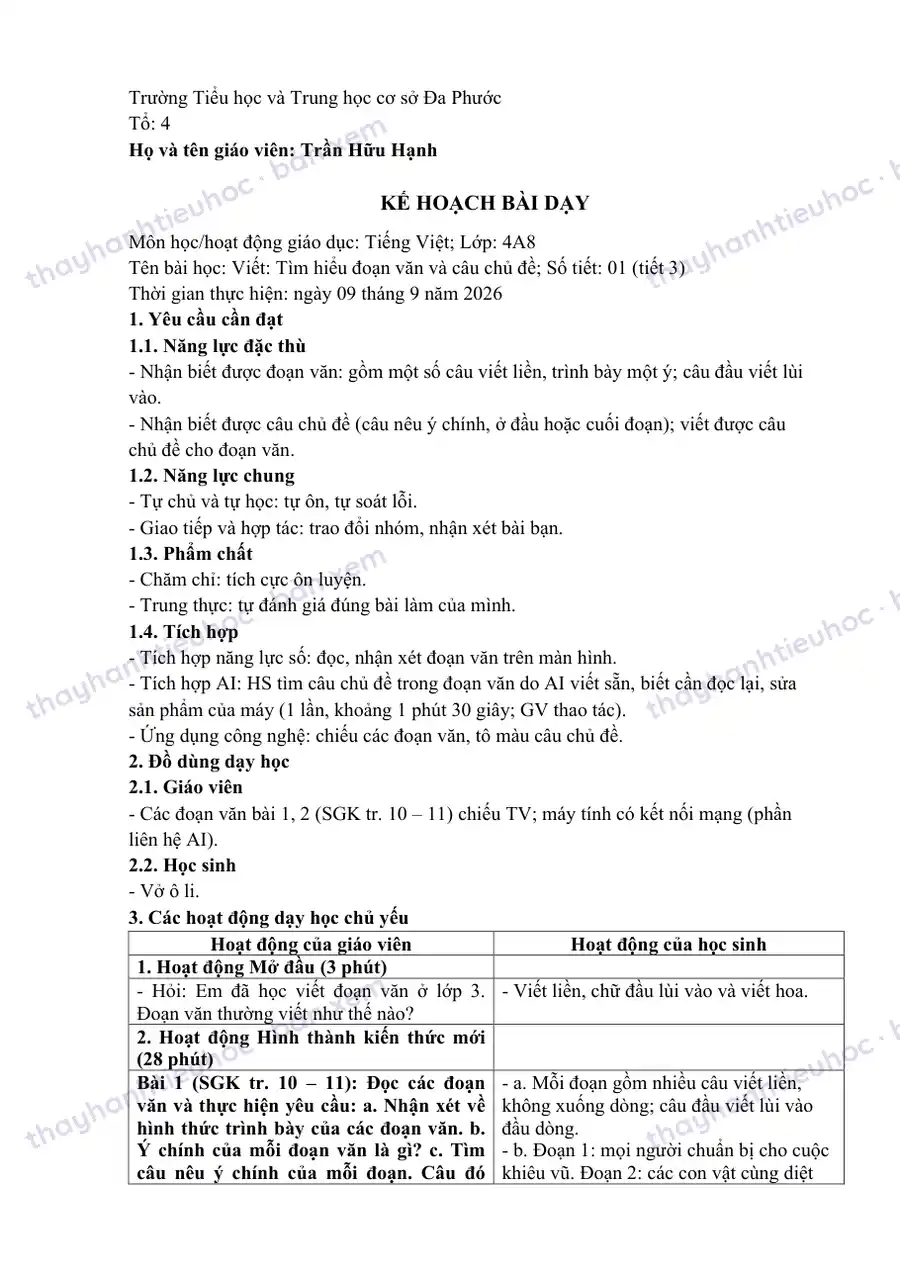 Trường Tiểu học và Trung học cơ sở Đa Phước
Tổ: 4
Họ và tên giáo viên: Trần Hữu Hạnh
KẾ HOẠCH BÀI DẠY
Môn học/hoạt động giáo dục: Tiếng Việt; Lớp: 4A8
Tên bài học: Viết: Tìm hiểu đoạn văn và câu chủ đề; Số tiết: 01 (tiết 3)
Thời gian thực hiện: ngày 09 tháng 9 năm 2026
1. Yêu cầu cần đạt
1.1. Năng lực đặc thù
- Nhận biết được đoạn văn: gồm một số câu viết liền, trình bày một ý; câu đầu viết lùi
vào.
- Nhận biết được câu chủ đề (câu nêu ý chính, ở đầu hoặc cuối đoạn); viết được câu
chủ đề cho đoạn văn.
1.2. Năng lực chung
- Tự chủ và tự học: tự ôn, tự soát lỗi.
- Giao tiếp và hợp tác: trao đổi nhóm, nhận xét bài bạn.
1.3. Phẩm chất
- Chăm chỉ: tích cực ôn luyện.
- Trung thực: tự đánh giá đúng bài làm của mình.
1.4. Tích hợp
- Tích hợp năng lực số: đọc, nhận xét đoạn văn trên màn hình.
- Tích hợp AI: HS tìm câu chủ đề trong đoạn văn do AI viết sẵn, biết cần đọc lại, sửa
sản phẩm của máy (1 lần, khoảng 1 phút 30 giây; GV thao tác).
- Ứng dụng công nghệ: chiếu các đoạn văn, tô màu câu chủ đề.
2. Đồ dùng dạy học
2.1. Giáo viên
- Các đoạn văn bài 1, 2 (SGK tr. 10 – 11) chiếu TV; máy tính có kết nối mạng (phần
liên hệ AI).
2.2. Học sinh
- Vở ô li.
3. Các hoạt động dạy học chủ yếu
Hoạt động của giáo viên
Hoạt động của học sinh
1. Hoạt động Mở đầu (3 phút)
- Hỏi: Em đã học viết đoạn văn ở lớp 3.
Đoạn văn thường viết như thế nào?
- Viết liền, chữ đầu lùi vào và viết hoa.
2. Hoạt động Hình thành kiến thức mới
(28 phút)
Bài 1 (SGK tr. 10 – 11): Đọc các đoạn
văn và thực hiện yêu cầu: a. Nhận xét về
hình thức trình bày của các đoạn văn. b.
Ý chính của mỗi đoạn văn là gì? c. Tìm
câu nêu ý chính của mỗi đoạn. Câu đó
- a. Mỗi đoạn gồm nhiều câu viết liền,
không xuống dòng; câu đầu viết lùi vào
đầu dòng.
- b. Đoạn 1: mọi người chuẩn bị cho cuộc
khiêu vũ. Đoạn 2: các con vật cùng diệt
thayhanhtieuhoc · bản xem
thayhanhtieuhoc · b
thayhanhtieuhoc · bản xem
thayhanhtieuhoc · b
thayhanhtieuhoc · bản xem
thayhanhtieuhoc · b